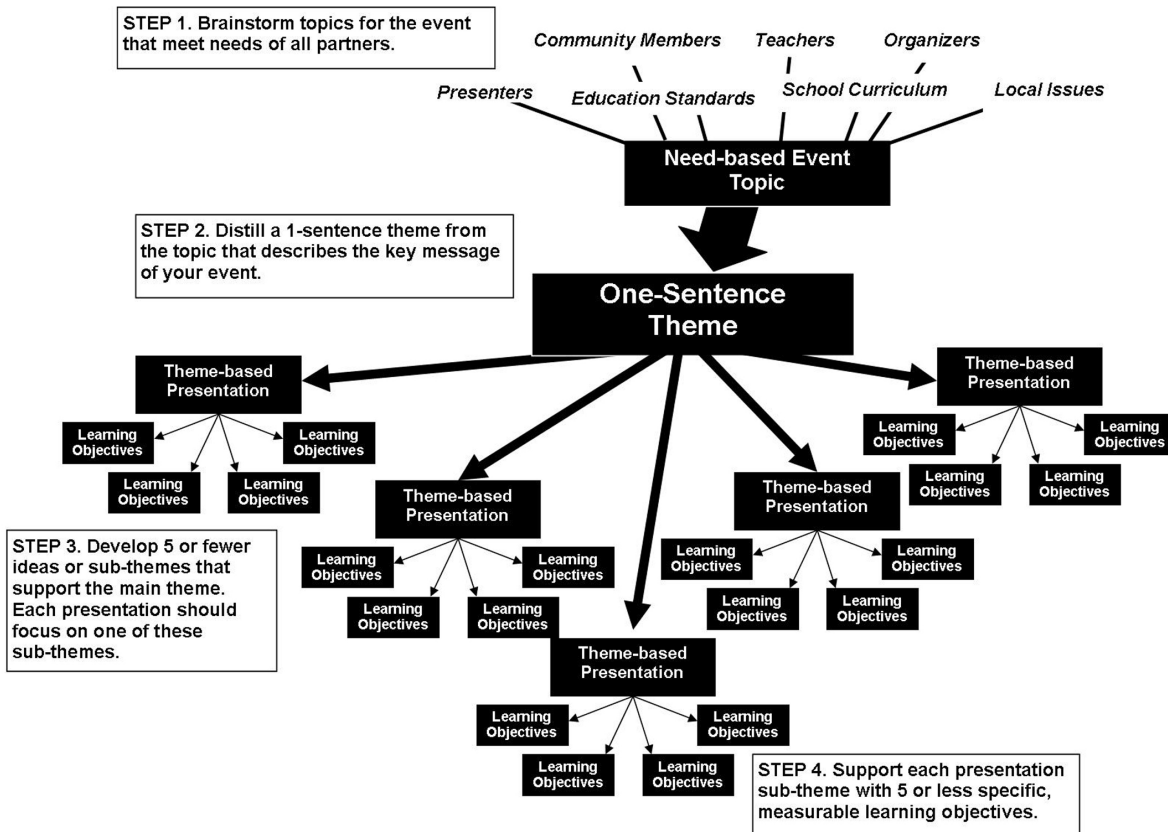 STEP 1. Brainstorm topics for the event
that meet needs of all partners.
Community Members
Teachers
Organizers
Presenters
Education Standards
School Curriculum
Local Issues
Need-based Event
Topic
STEP 2. Distill a 1-sentence theme from
the topic that describes the key message
of your event.
One-Sentence
Theme
Theme-based
Presentation
Learning
Objectives
Learning
Objectives
Learning
Objectives
Learning
Objectives
Theme-based
Presentation
Learning
Objectives
Learning
Objectives
Learning
Objectives
Learning
Objectives
Theme-based
Presentation
Learning
Objectives
Learning
Objectives
Learning
Objectives
Learning
Objectives
Theme-based
Presentation
Learning
Objectives
Learning
Objectives
Learning
Objectives
Learning
Objectives
STEP 3. Develop 5 or fewer
ideas or sub-themes that
support the main theme.
Each presentation should
focus on one of these
sub-themes.
Theme-based
Presentation
Learning
Objectives
Learning
Objectives
Learning
Objectives
Learning
Objectives
STEP 4. Support each presentation
sub-theme with 5 or less specific,
measurable learning objectives.